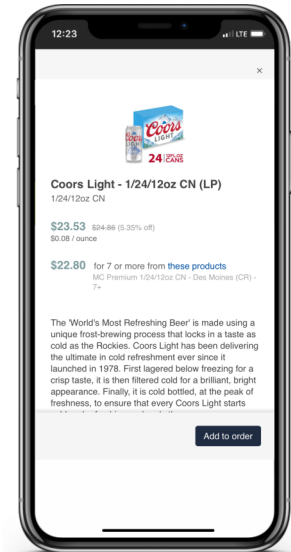 12:23
LTE
×
Coors
LIGHT
24 CANS
Coors Light - 1/24/12oz CN (LP)
1/24/12oz CN
$23.53 $24.86 (5.35% off)
$0.08 / ounce
$22.80 for 7 or more from these products
MC Premium 1/24/12oz CN - Des Moines (CR) -
7+
The 'World's Most Refreshing Beer' is made using a
unique frost-brewing process that locks in a taste as
cold as the Rockies. Coors Light has been delivering
the ultimate in cold refreshment ever since it
launched in 1978. First lagered below freezing for a
crisp taste, it is then filtered cold for a brilliant, bright
appearance. Finally, it is cold bottled, at the peak of
freshness, to ensure that every Coors Light starts
Add to order